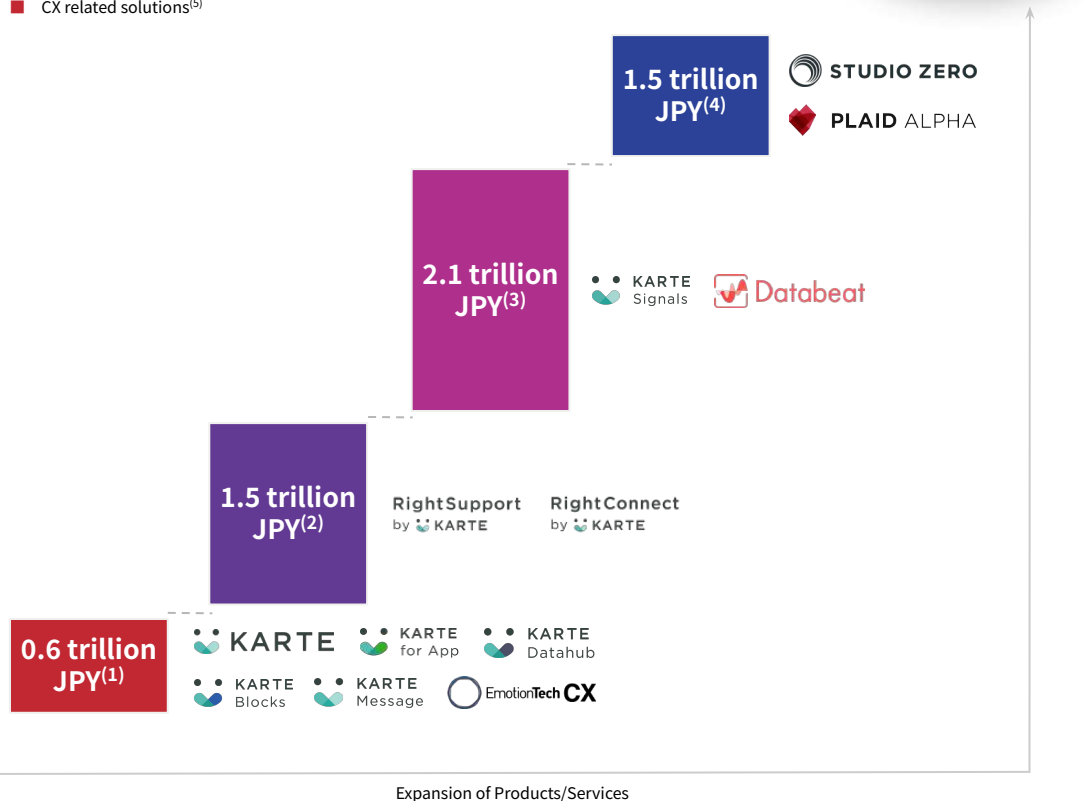 CX related solutions(5)
1.5 trillion
JPY(4)
STUDIO ZERO
PLAID ALPHA
2.1 trillion
JPY(3)
KARTE
Signals
Databeat
1.5 trillion
JPY(2)
RightSupport
by KARTE
RightConnect
by KARTE
0.6 trillion
JPY(1)
KARTE
KARTE
for App
KARTE
Datahub
KARTE
Blocks
KARTE
Message
EmotionTech CX
Expansion of Products/Services